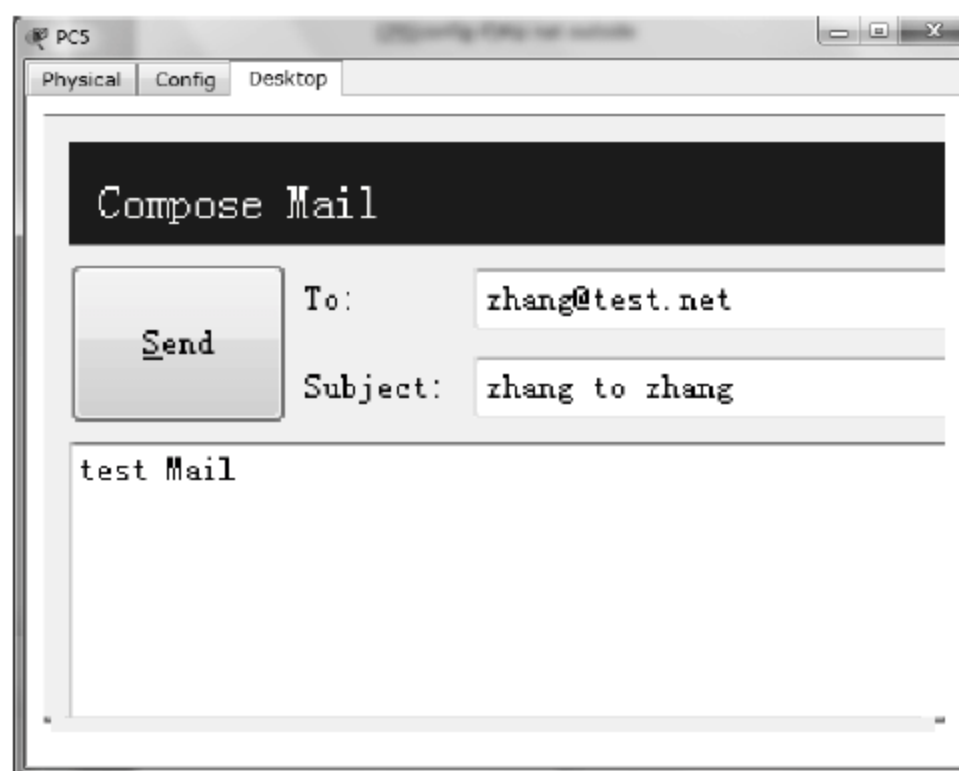 PC5
Physical Config Desktop
Compose Mail
Send
To: zhang@test.net
Subject: zhang to zhang
test Mail